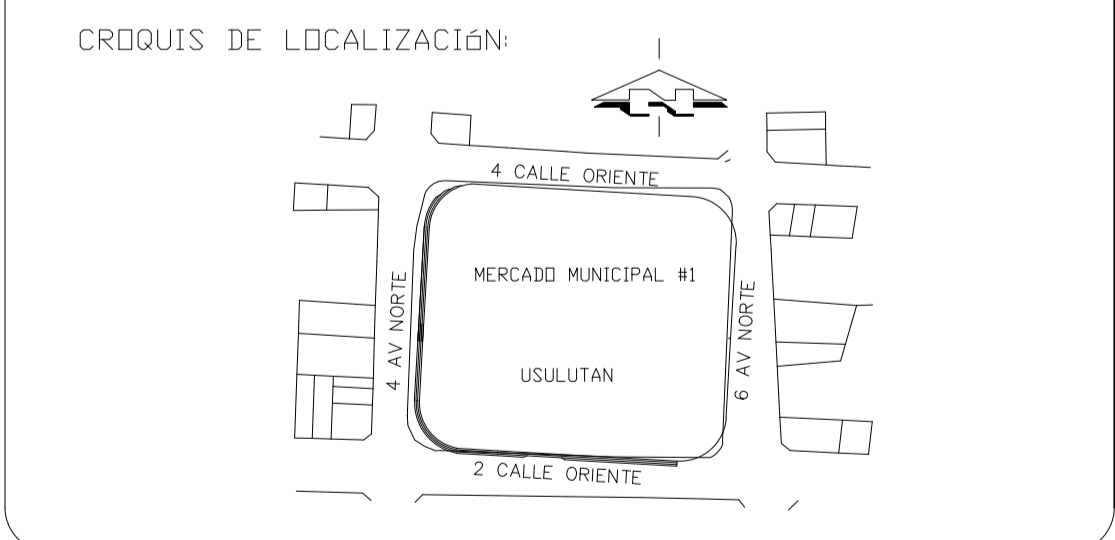 CROQUIS DE LOCALIZACIóN:
N
4 CALLE ORIENTE
MERCADO MUNICIPAL #1
4 AV NORTE
6 AV NORTE
USULUTAN
2 CALLE ORIENTE